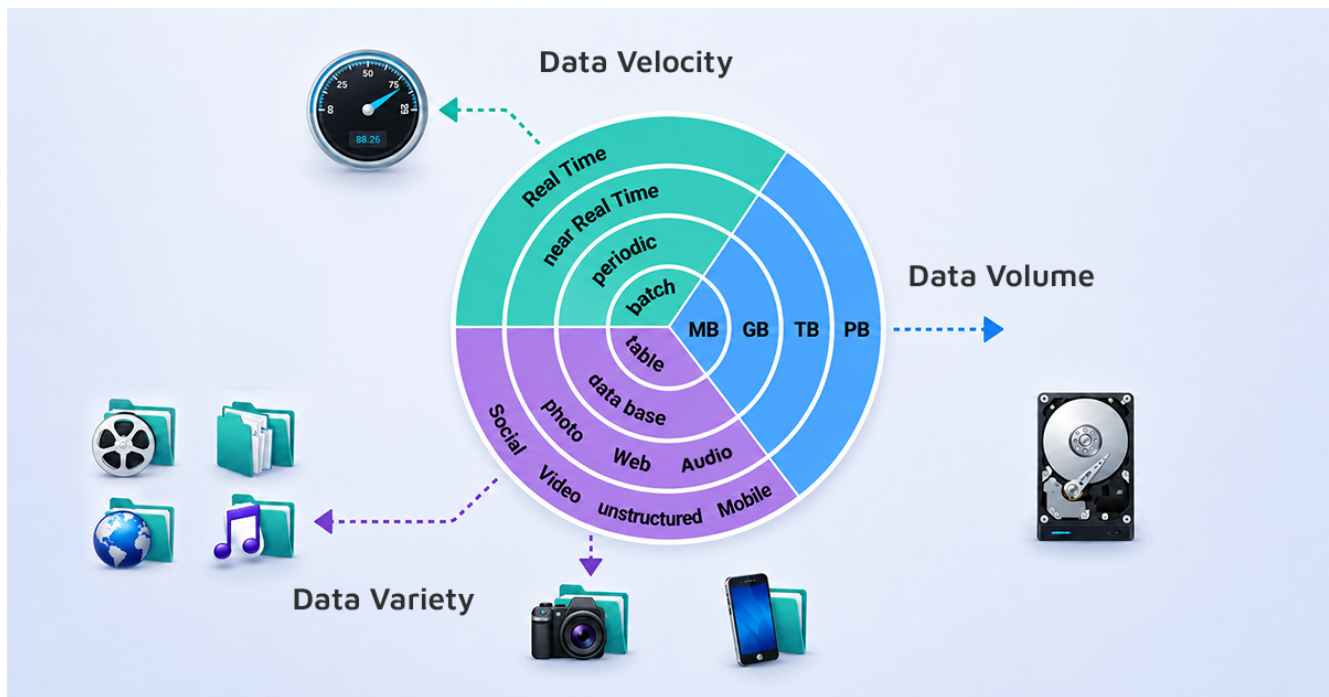 Data Velocity
50
25
75
8
88.26
Real Time
near Real Time
periodic
batch
Data Volume
MB GB TB PB
table
data base
photo Web Audio
Social Video unstructured Mobile
Data Variety